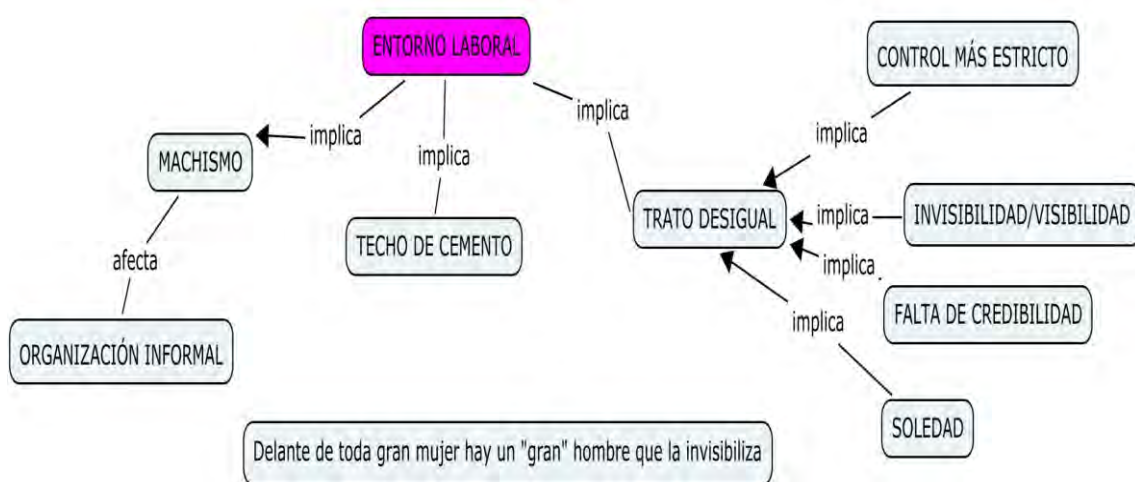 ENTORNO LABORAL
CONTROL MÁS ESTRICTO
implica
implica
implica
implica
MACHISMO
TECHO DE CEMENTO
TRATO DESIGUAL
implica
INVISIBILIDAD/VISIBILIDAD
afecta
implica
FALTA DE CREDIBILIDAD
implica
ORGANIZACIÓN INFORMAL
SOLEDAD
Delante de toda gran mujer hay un "gran" hombre que la invisibiliza